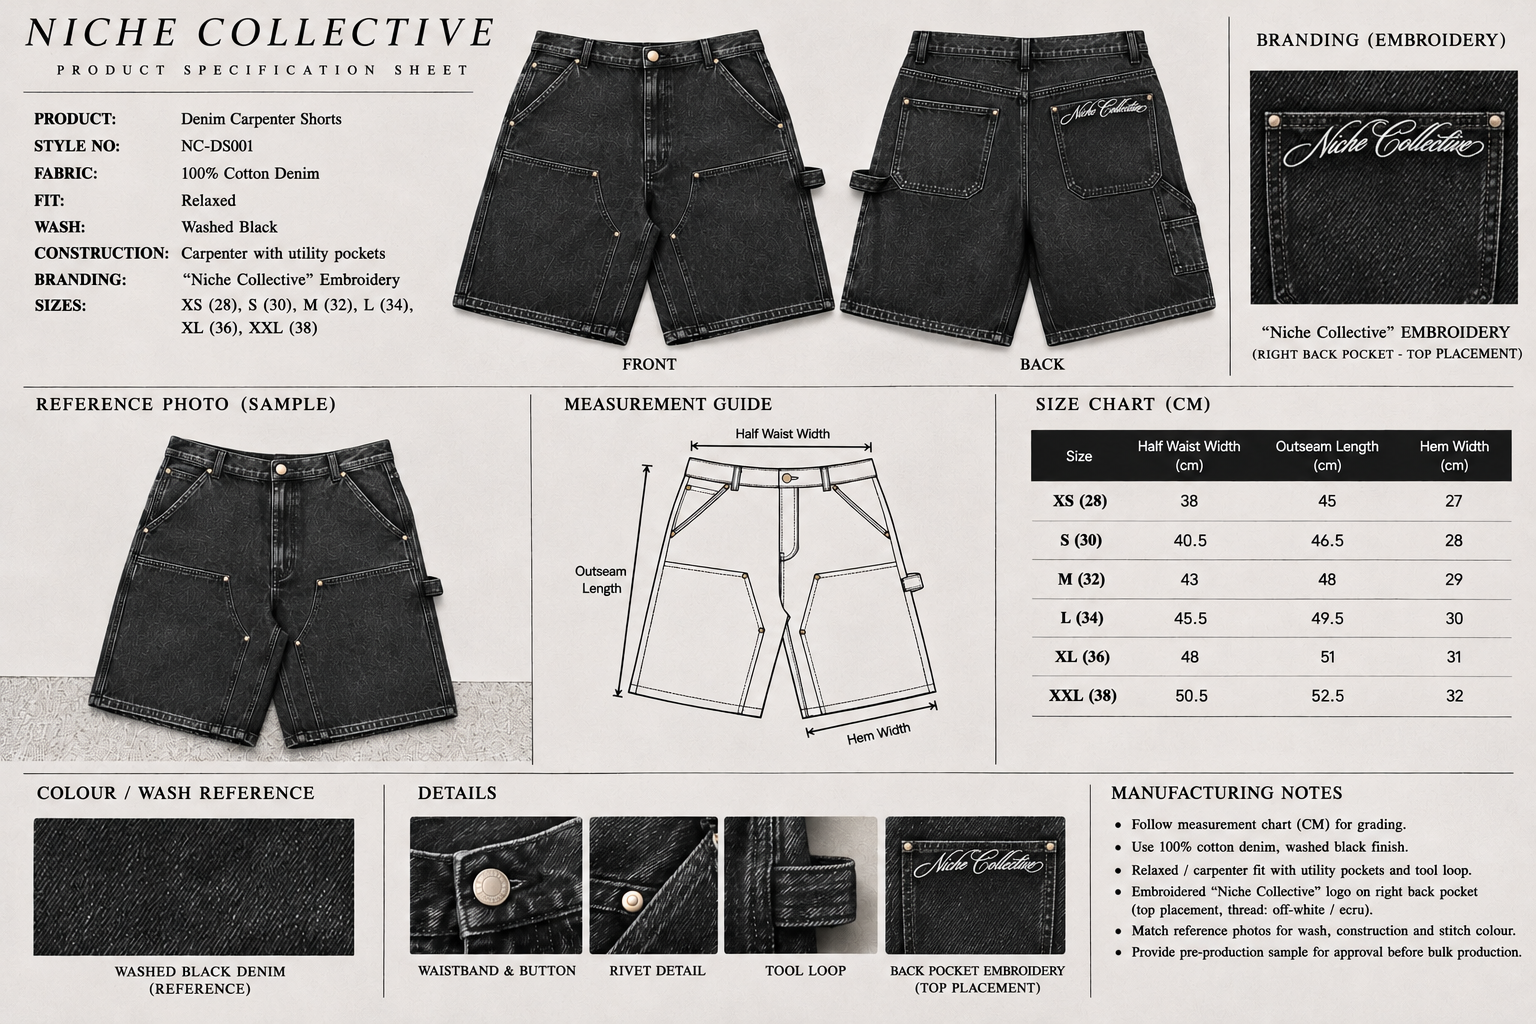 NICHE COLLECTIVE
PRODUCT SPECIFICATION SHEET
PRODUCT: Denim Carpenter Shorts
STYLE NO: NC-DS001
FABRIC: 100% Cotton Denim
FIT: Relaxed
WASH: Washed Black
CONSTRUCTION: Carpenter with utility pockets
BRANDING: “Niche Collective” Embroidery
SIZES: XS (28), S (30), M (32), L (34),
XL (36), XXL (38)
FRONT
Niche Collective
BACK
BRANDING (EMBROIDERY)
Niche Collective
“Niche Collective” EMBROIDERY
(RIGHT BACK POCKET - TOP PLACEMENT)
REFERENCE PHOTO (SAMPLE)
MEASUREMENT GUIDE
Half Waist Width
Outseam
Length
Hem Width
SIZE CHART (CM)
Size Half Waist Width (cm) Outseam Length (cm) Hem Width (cm)
XS (28) 38 45 27
S (30) 40.5 46.5 28
M (32) 43 48 29
L (34) 45.5 49.5 30
XL (36) 48 51 31
XXL (38) 50.5 52.5 32
COLOUR / WASH REFERENCE
WASHED BLACK DENIM
(REFERENCE)
DETAILS
WAISTBAND & BUTTON
RIVET DETAIL
TOOL LOOP
Niche Collective
BACK POCKET EMBROIDERY
(TOP PLACEMENT)
MANUFACTURING NOTES
• Follow measurement chart (CM) for grading.
• Use 100% cotton denim, washed black finish.
• Relaxed / carpenter fit with utility pockets and tool loop.
• Embroidered “Niche Collective” logo on right back pocket
(top placement, thread: off-white / ecru).
• Match reference photos for wash, construction and stitch colour.
• Provide pre-production sample for approval before bulk production.